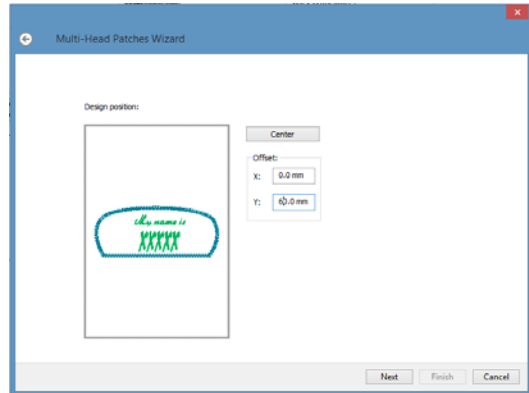 Multi-Head Patches Wizard
Design position:
Center
Offset:
X: 0.0 mm
Y: 60.0 mm
My name is
XXXXX
Next Finish Cancel